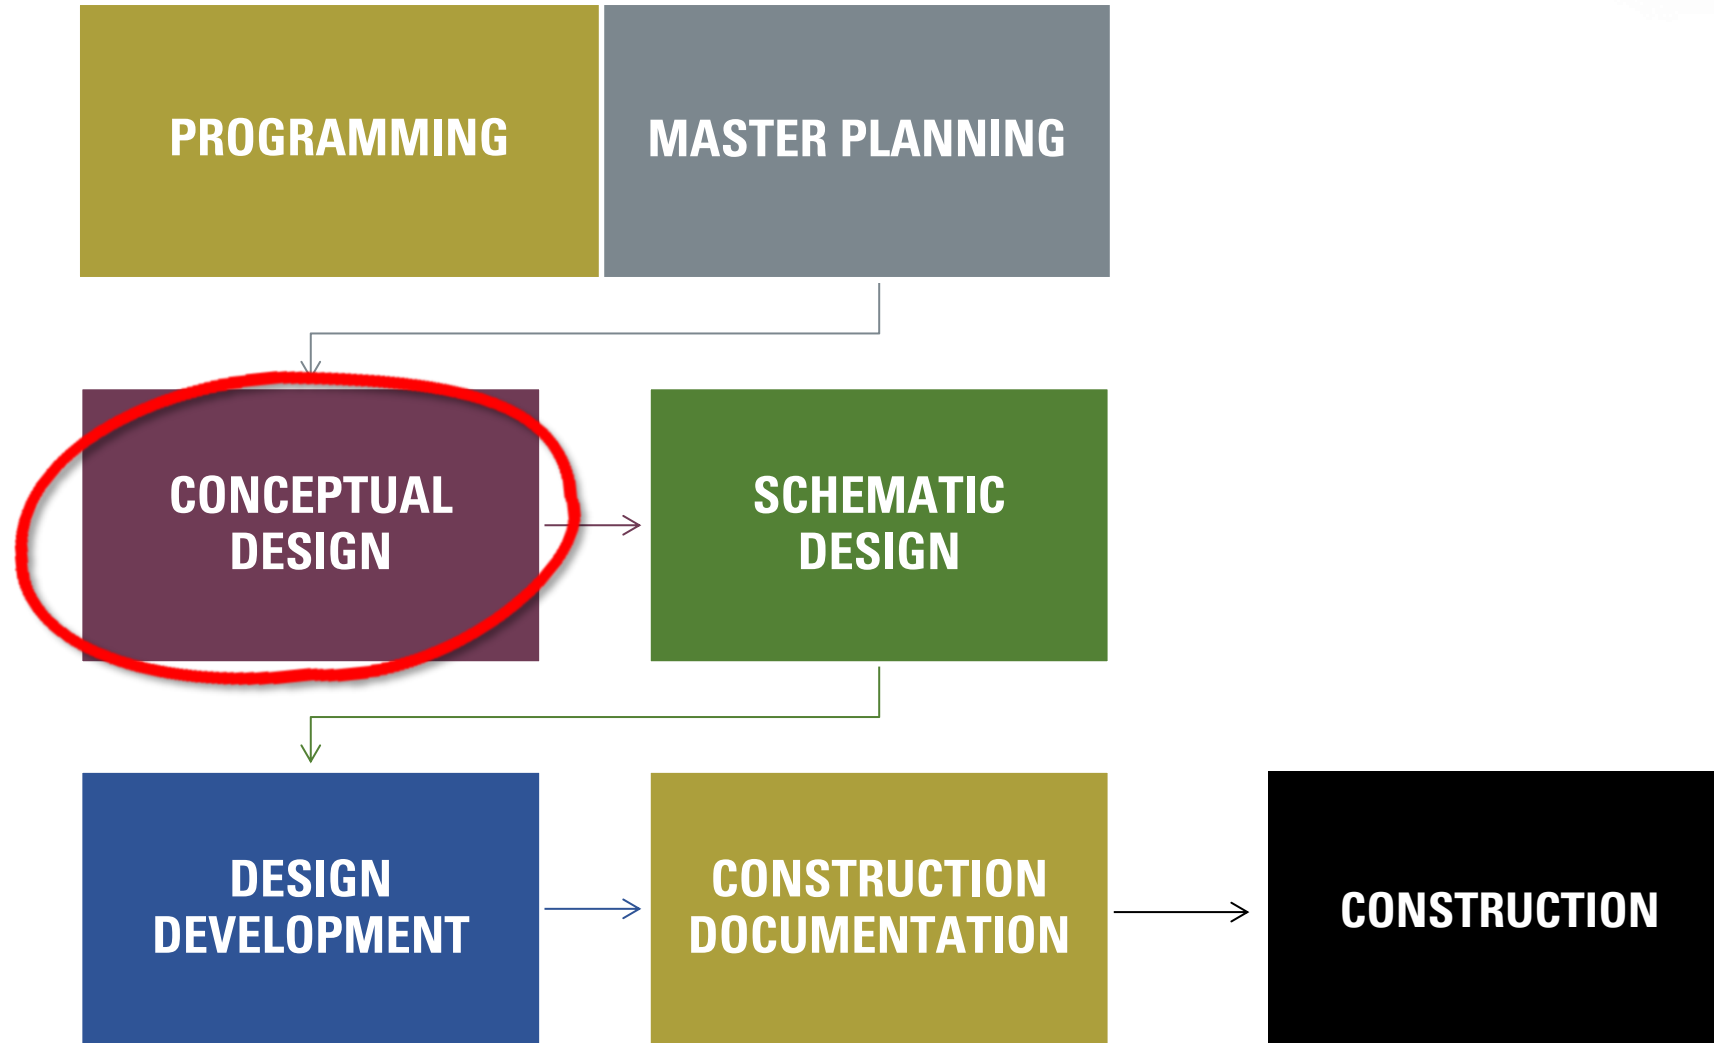 PROGRAMMING
MASTER PLANNING
CONCEPTUAL
DESIGN
SCHEMATIC
DESIGN
DESIGN
DEVELOPMENT
CONSTRUCTION
DOCUMENTATION
CONSTRUCTION